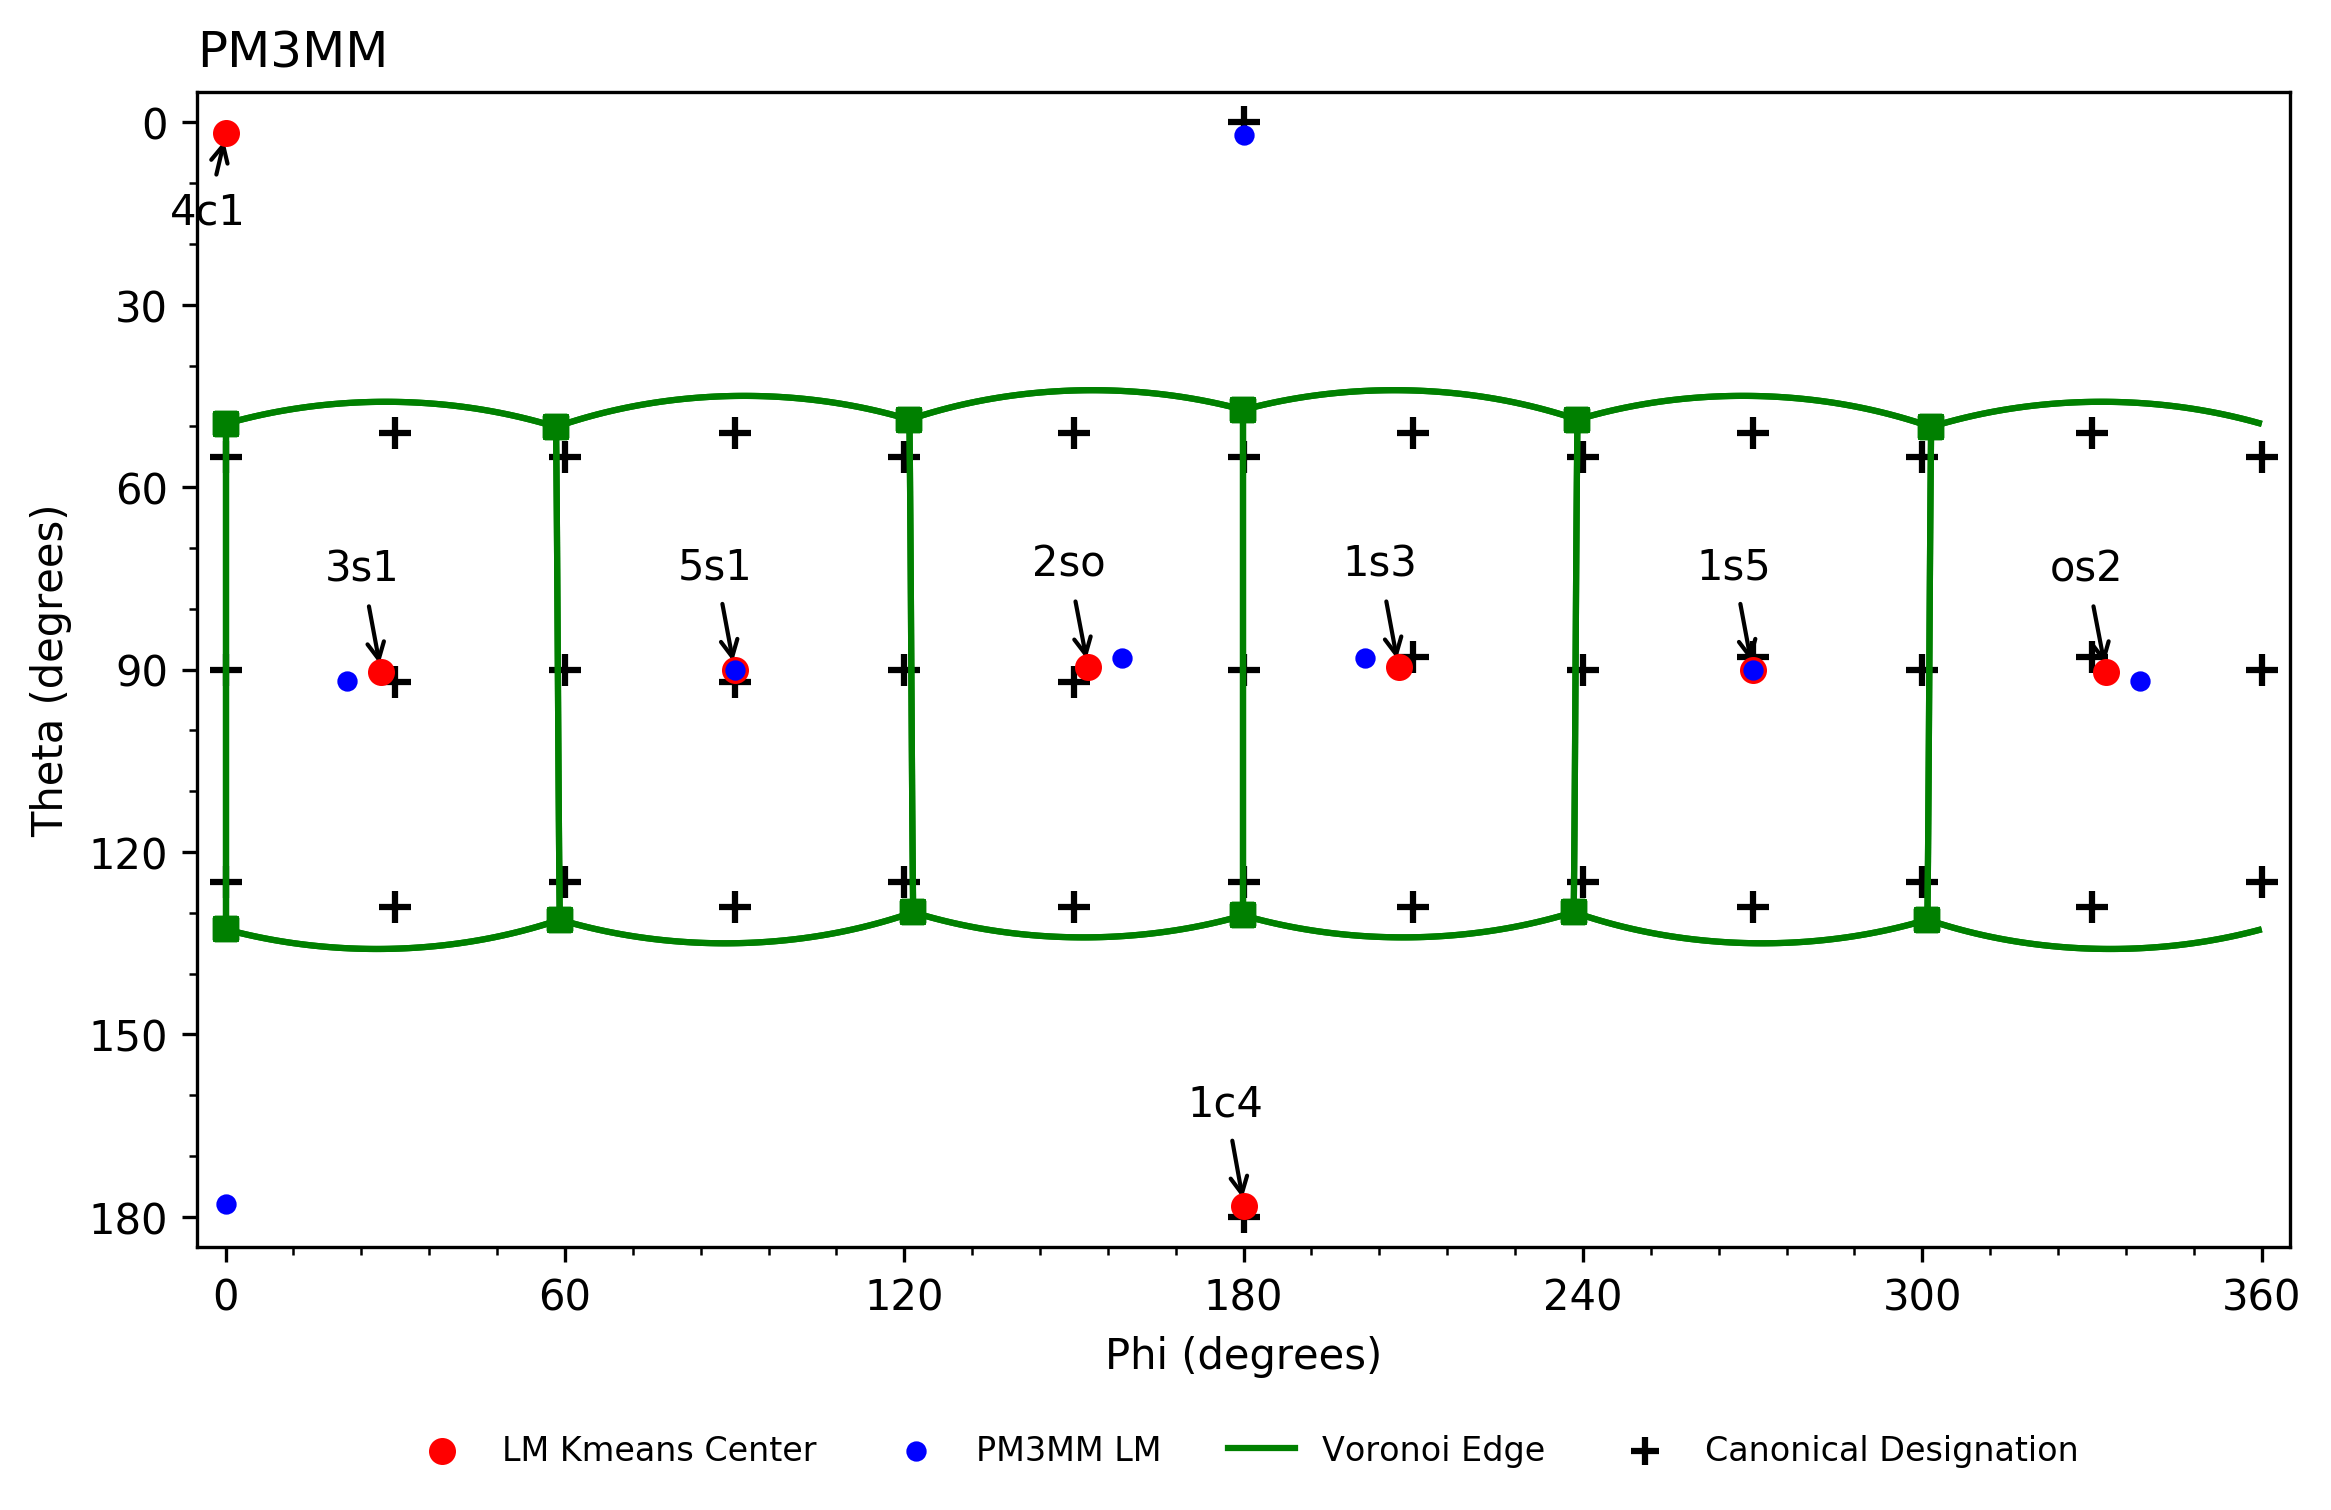 PM3MM
0
4c1
30
60
3s1
5s1
2so
1s3
1s5
os2
90
Theta (degrees)
120
150
1c4
180
0 60 120 180 240 300 360
Phi (degrees)
LM Kmeans Center PM3MM LM Voronoi Edge Canonical Designation